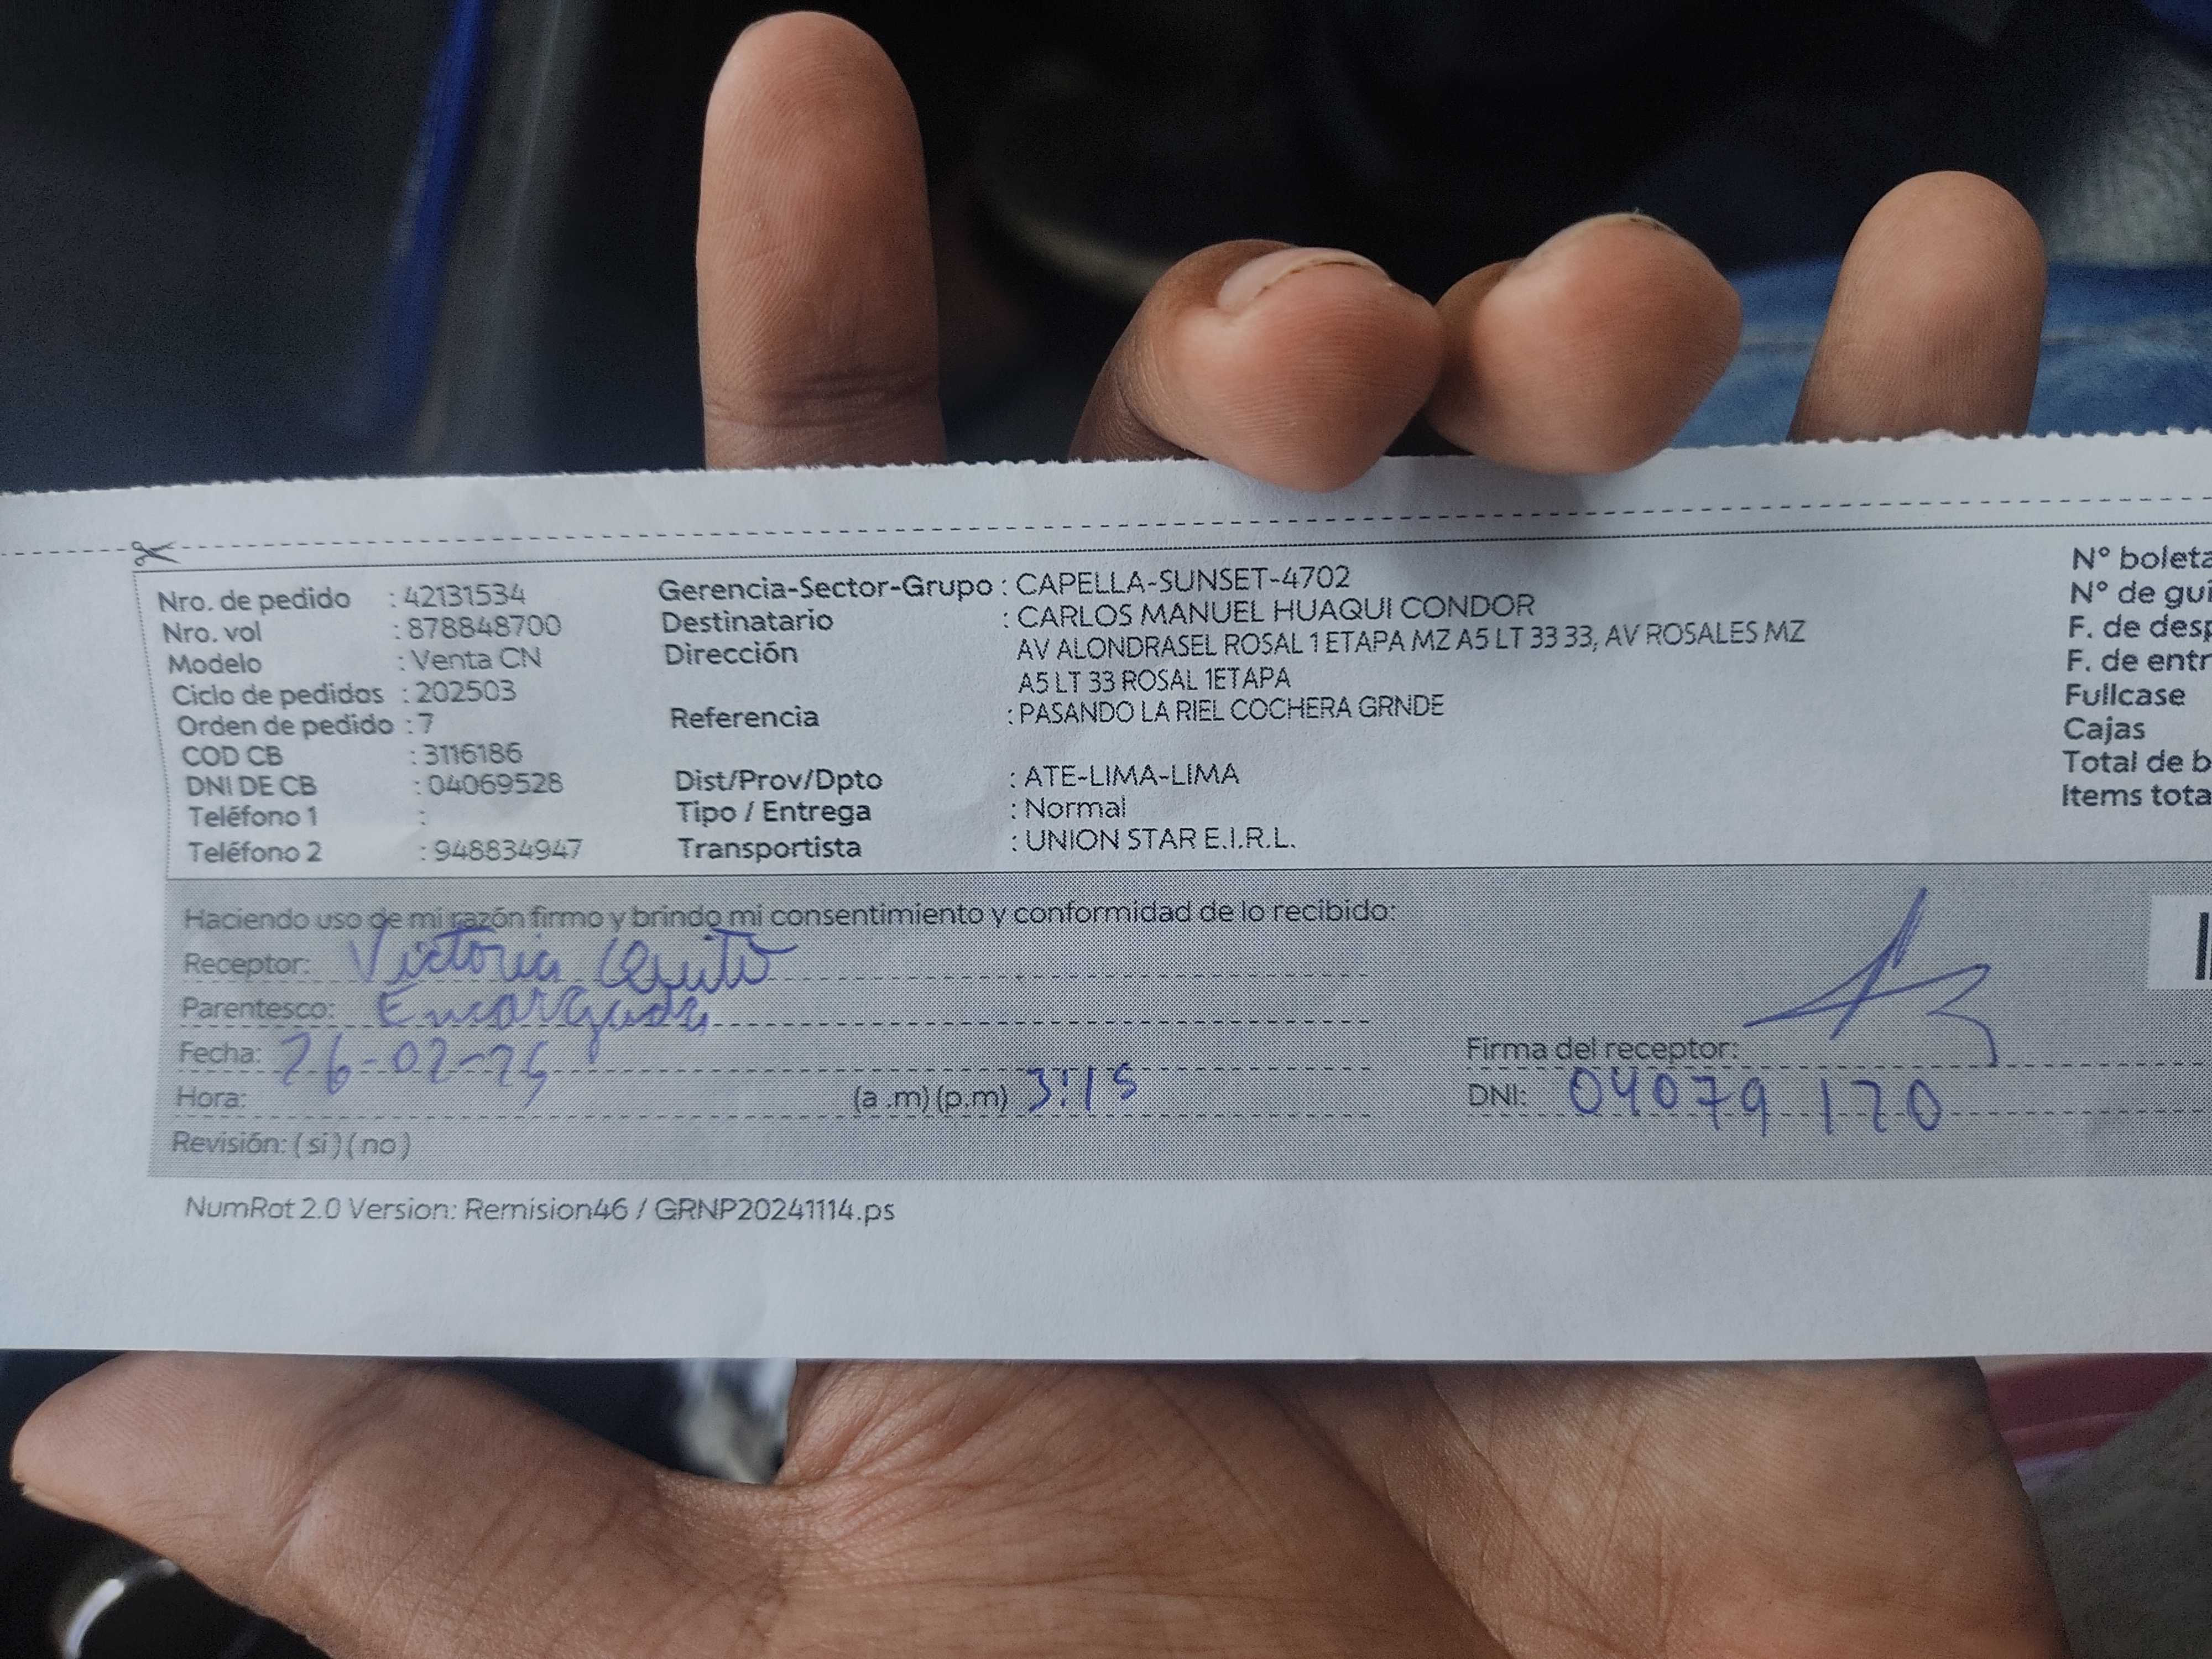 Nro. de pedido : 42131534
Nro. vol : 878848700
Modelo : Venta CN
Ciclo de pedidos : 202503
Orden de pedido : 7
COD CB : 3116186
DNI DE CB : 04069528
Teléfono 1 :
Teléfono 2 : 948834947
Gerencia-Sector-Grupo : CAPELLA-SUNSET-4702
Destinatario : CARLOS MANUEL HUAQUI CONDOR
Dirección AV ALONDRASEL ROSAL 1 ETAPA MZ A5 LT 33 33, AV ROSALES MZ
A5 LT 33 ROSAL 1ETAPA
Referencia : PASANDO LA RIEL COCHERA GRNDE
Dist/Prov/Dpto : ATE-LIMA-LIMA
Tipo / Entrega : Normal
Transportista : UNION STAR E.I.R.L.
N° boleta
N° de gui
F. de desp
F. de entr
Fullcase
Cajas
Total de b
Items tota
Haciendo uso de mi razón firmo y brindo mi consentimiento y conformidad de lo recibido:
Receptor: Victoria Quito
Parentesco: Encargada
Fecha: 26-02-25
Hora: (a .m) (p.m) 3:15
Revisión: ( si ) ( no )
Firma del receptor:
DNI: 04079170
NumRot 2.0 Version: Remision46 / GRNP20241114.ps